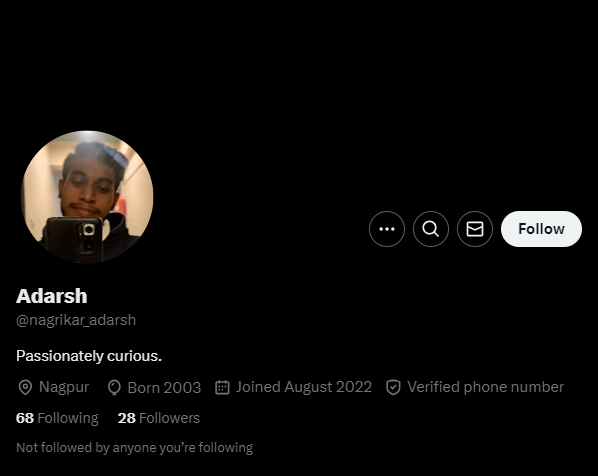 Follow
Adarsh
@nagrikar_adarsh
Passionately curious.
Nagpur Born 2003 Joined August 2022 Verified phone number
68 Following 28 Followers
Not followed by anyone you're following